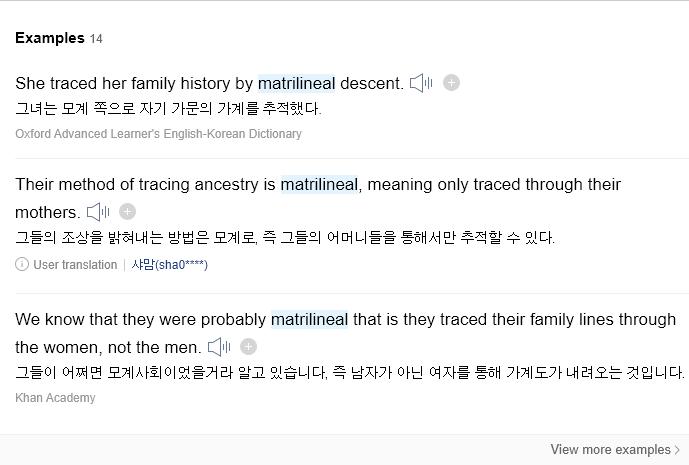 Examples 14
She traced her family history by matrilineal descent.
그녀는 모계 쪽으로 자기 가문의 가계를 추적했다.
Oxford Advanced Learner's English-Korean Dictionary
Their method of tracing ancestry is matrilineal, meaning only traced through their
mothers.
그들의 조상을 밝혀내는 방법은 모계로, 즉 그들의 어머니들을 통해서만 추적할 수 있다.
User translation 샤맘(sha0****)
We know that they were probably matrilineal that is they traced their family lines through
the women, not the men.
그들이 어쩌면 모계사회이었을거라 알고 있습니다, 즉 남자가 아닌 여자를 통해 가계도가 내려오는 것입니다.
Khan Academy
View more examples